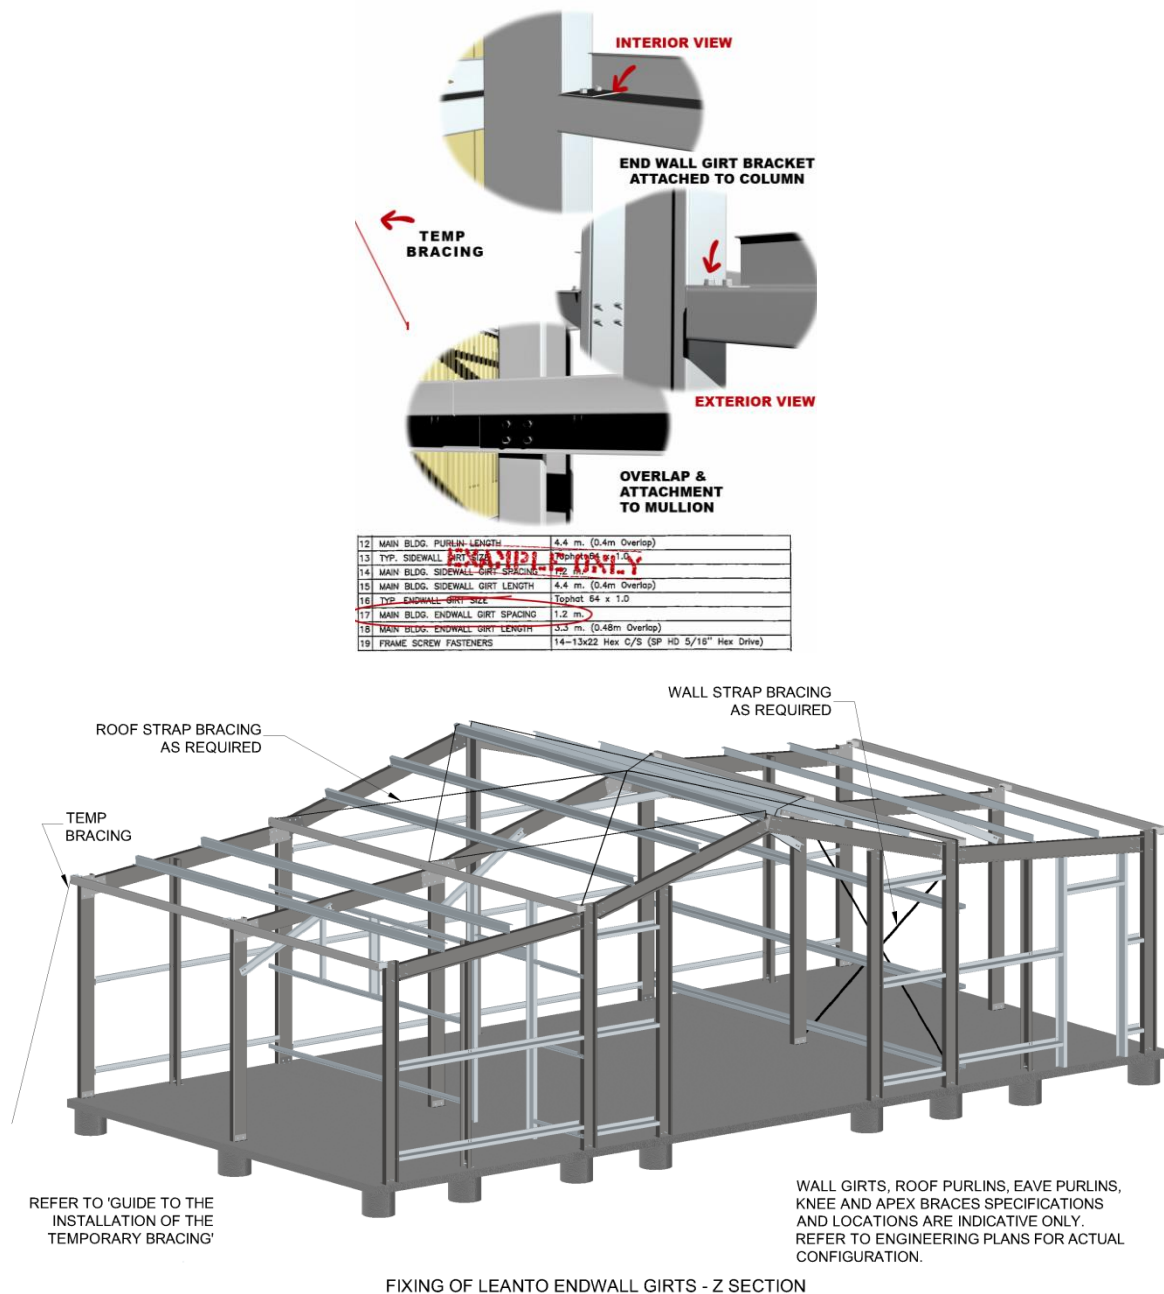 INTERIOR VIEW
END WALL GIRT BRACKET
ATTACHED TO COLUMN
TEMP
BRACING
EXTERIOR VIEW
OVERLAP &
ATTACHMENT
TO MULLION
12 MAIN BLDG. PURLIN LENGTH 4.4 m. (0.4m Overlap)
13 TYP. SIDEWALL GIRT SIZE Tophat 64 x 1.0
EXAMPLE ONLY
14 MAIN BLDG. SIDEWALL GIRT SPACING 1.2 m.
15 MAIN BLDG. SIDEWALL GIRT LENGTH 4.4 m. (0.4m Overlap)
16 TYP. ENDWALL GIRT SIZE Tophat 64 x 1.0
17 MAIN BLDG. ENDWALL GIRT SPACING 1.2 m.
18 MAIN BLDG. ENDWALL GIRT LENGTH 3.3 m. (0.48m Overlap)
19 FRAME SCREW FASTENERS 14-13x22 Hex C/S (SP HD 5/16" Hex Drive)
WALL STRAP BRACING
AS REQUIRED
ROOF STRAP BRACING
AS REQUIRED
TEMP
BRACING
REFER TO 'GUIDE TO THE
INSTALLATION OF THE
TEMPORARY BRACING'
WALL GIRTS, ROOF PURLINS, EAVE PURLINS,
KNEE AND APEX BRACES SPECIFICATIONS
AND LOCATIONS ARE INDICATIVE ONLY.
REFER TO ENGINEERING PLANS FOR ACTUAL
CONFIGURATION.
FIXING OF LEANTO ENDWALL GIRTS - Z SECTION